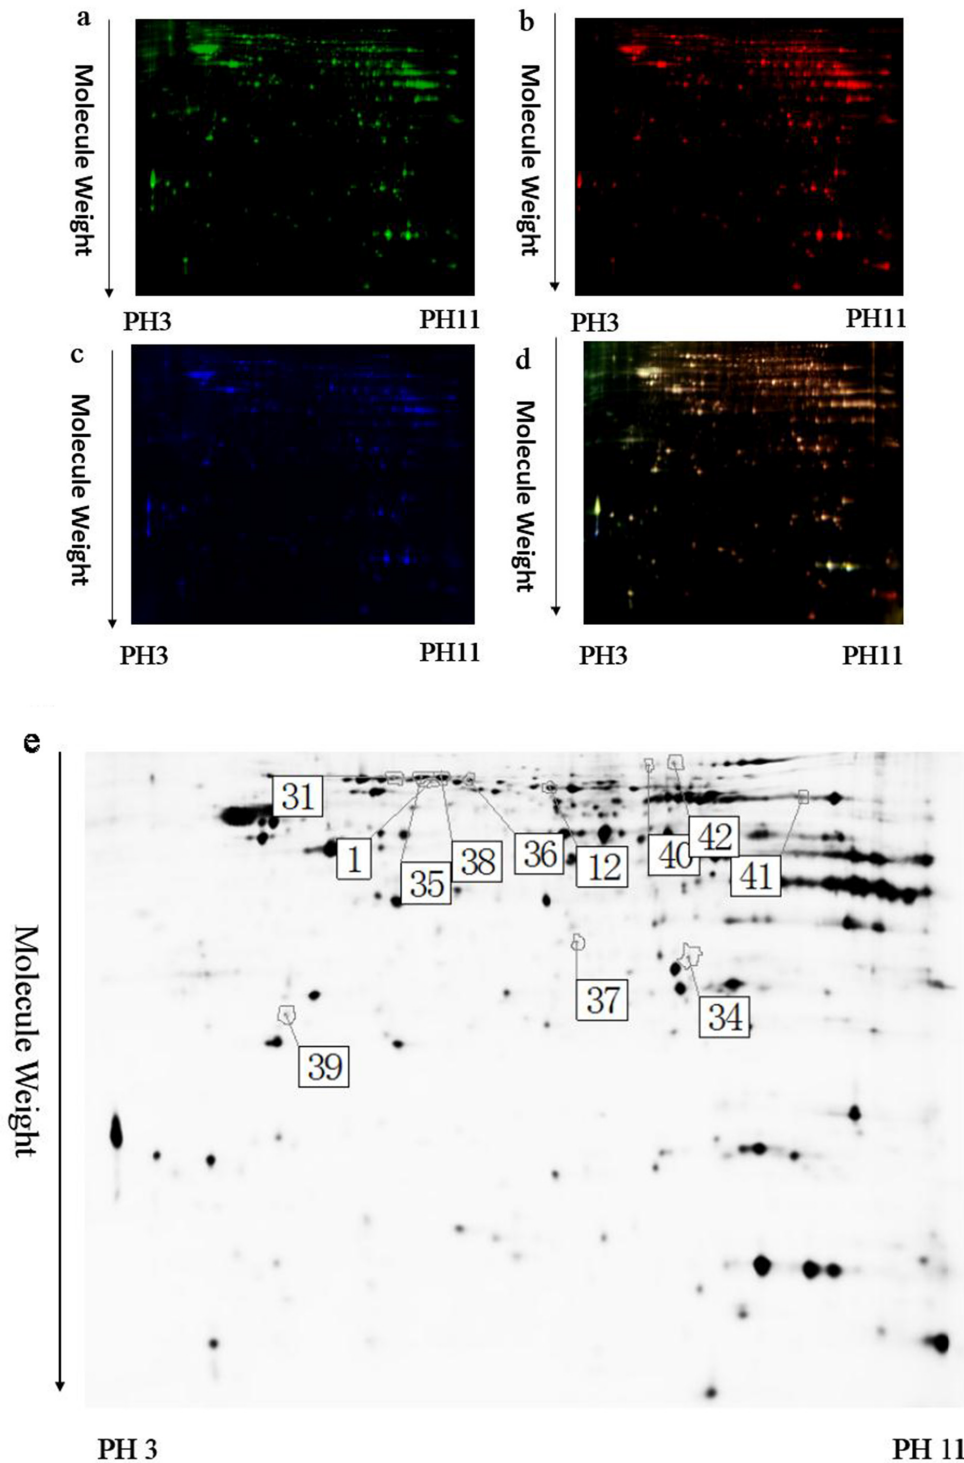 a
Molecule Weight
PH3
PH11
b
Molecule Weight
PH3
PH11
c
Molecule Weight
PH3
PH11
d
Molecule Weight
PH3
PH11
e
Molecule Weight
31
1
35
38
36
12
40
42
41
37
34
39
PH 3
PH 11